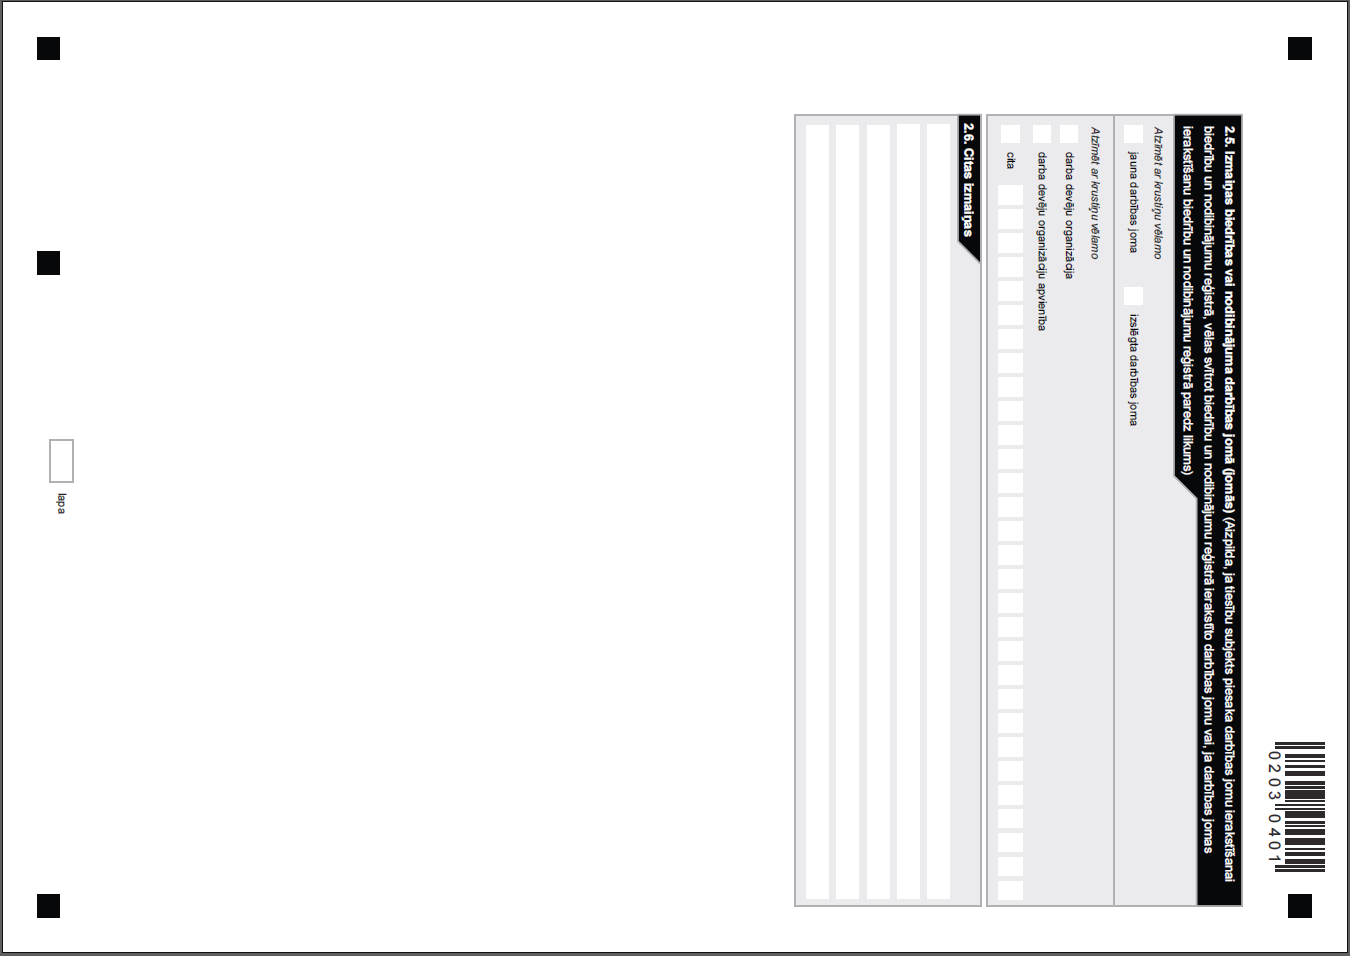 0203 0401
2.5. Izmaiņas biedrības vai nodibinājuma darbības jomā (jomās) (Aizpilda, ja tiesību subjekts piesaka darbības jomu ierakstīšanai
biedrību un nodibinājumu reģistrā, vēlas svītrot biedrību un nodibinājumu reģistrā ierakstīto darbības jomu vai, ja darbības jomas
ierakstīšanu biedrību un nodibinājumu reģistrā paredz likums)
Atzīmēt ar krustiņu vēlamo
jauna darbības joma izslēgta darbības joma
Atzīmēt ar krustiņu vēlamo
darba devēju organizācija
darba devēju organizāciju apvienība
cita
2.6. Citas izmaiņas
lapa